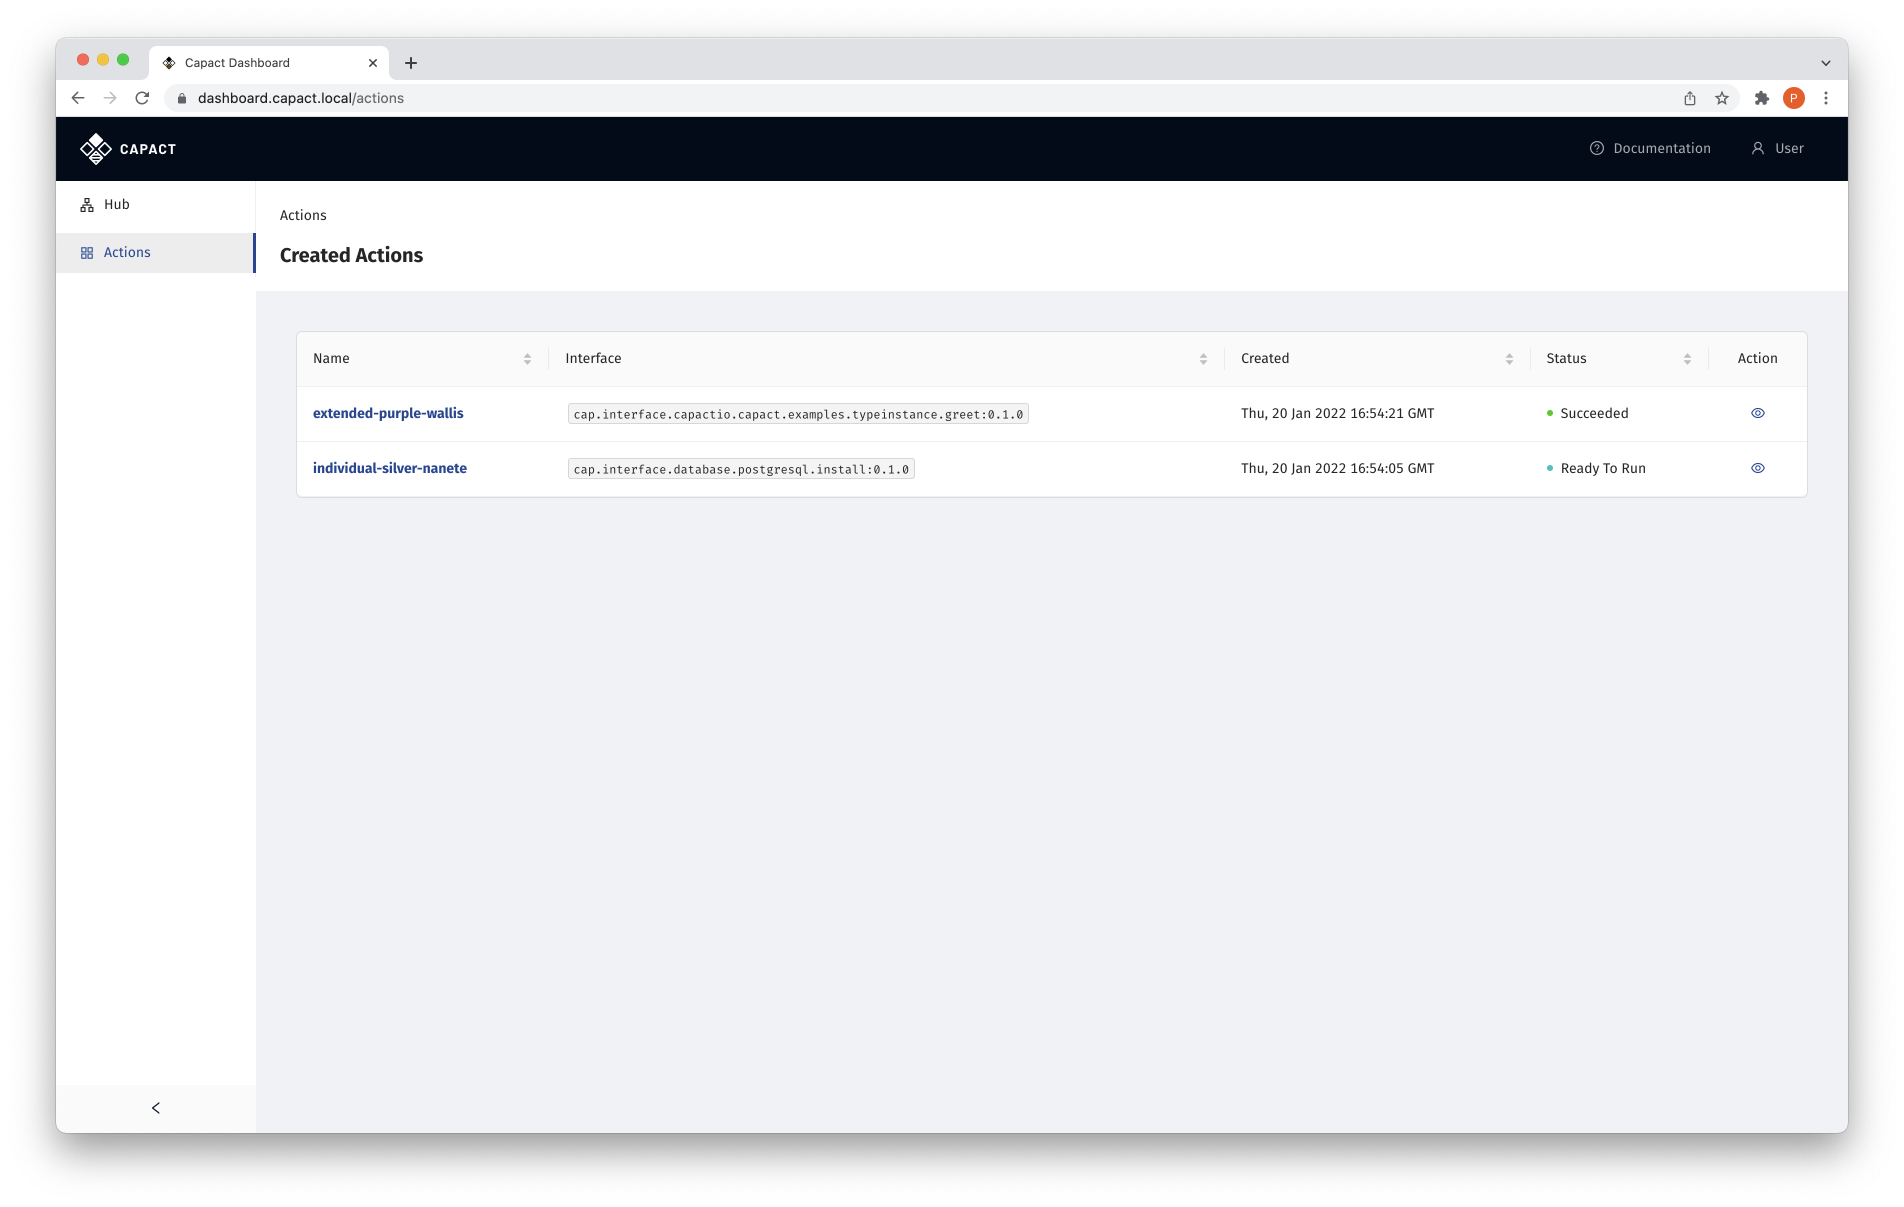 Capact Dashboard
dashboard.capact.local/actions
P
CAPACT
Documentation
User
Hub
Actions
Actions
Created Actions
Name
Interface
Created
Status
Action
extended-purple-wallis
cap.interface.capactio.capact.examples.typeinstance.greet:0.1.0
Thu, 20 Jan 2022 16:54:21 GMT
Succeeded
individual-silver-nanete
cap.interface.database.postgresql.install:0.1.0
Thu, 20 Jan 2022 16:54:05 GMT
Ready To Run